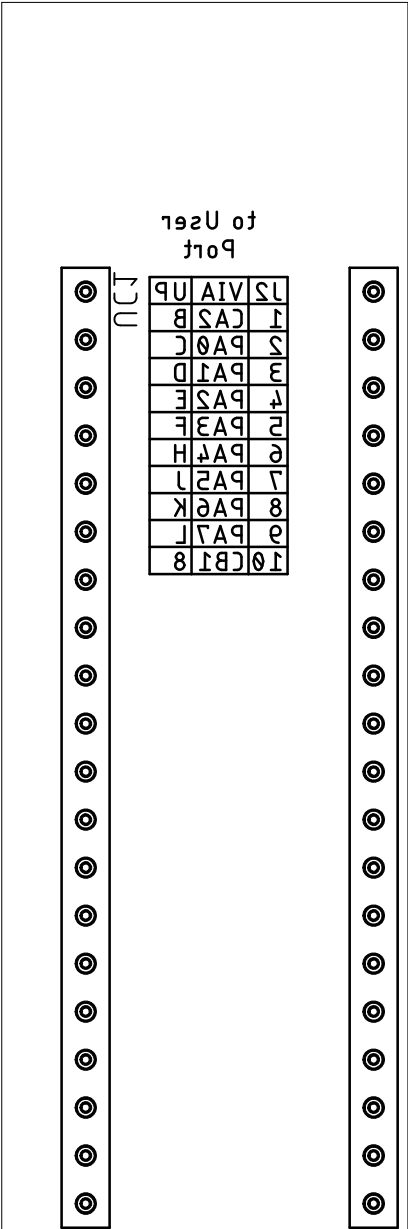 to User
Port
J2 VIA UP
1 CA2 B
2 PA0 C
3 PA1 D
4 PA2 E
5 PA3 F
6 PA4 H
7 PA5 J
8 PA6 K
9 PA7 L
10 CB1 8
UC1